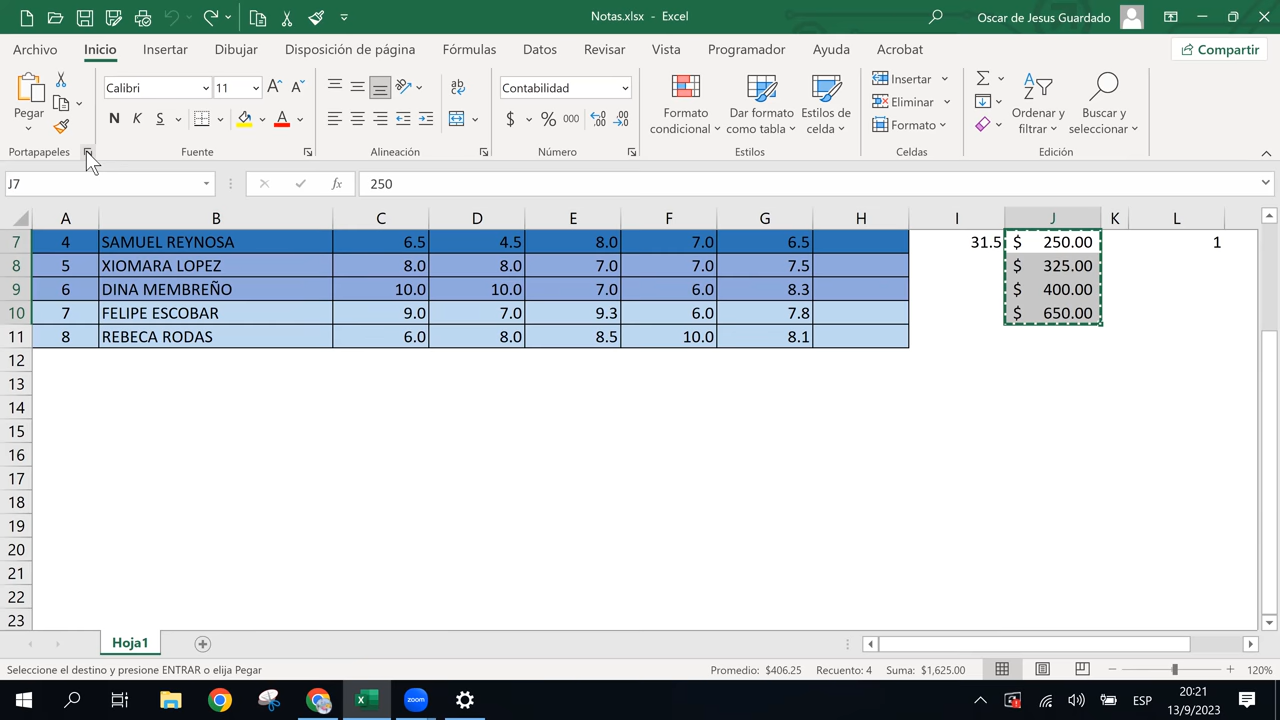 Notas.xlsx - Excel
Oscar de Jesus Guardado
Archivo Inicio Insertar Dibujar Disposición de página Fórmulas Datos Revisar Vista Programador Ayuda Acrobat Compartir
Pegar
Calibri 11
N K S
Contabilidad
$ % 000
Formato condicional
Dar formato como tabla
Estilos de celda
Insertar
Eliminar
Formato
Ordenar y filtrar
Buscar y seleccionar
Portapapeles Fuente Alineación Número Estilos Celdas Edición
J7 fx 250
A B C D E F G H I J K L
7 4 SAMUEL REYNOSA 6.5 4.5 8.0 7.0 6.5 31.5 $ 250.00 1
8 5 XIOMARA LOPEZ 8.0 8.0 7.0 7.0 7.5 $ 325.00
9 6 DINA MEMBREÑO 10.0 10.0 7.0 6.0 8.3 $ 400.00
10 7 FELIPE ESCOBAR 9.0 7.0 9.3 6.0 7.8 $ 650.00
11 8 REBECA RODAS 6.0 8.0 8.5 10.0 8.1
12
13
14
15
16
17
18
19
20
21
22
23
Hoja1
Seleccione el destino y presione ENTRAR o elija Pegar Promedio: $406.25 Recuento: 4 Suma: $1,625.00 120%
zoom
ESP
20:21
13/9/2023